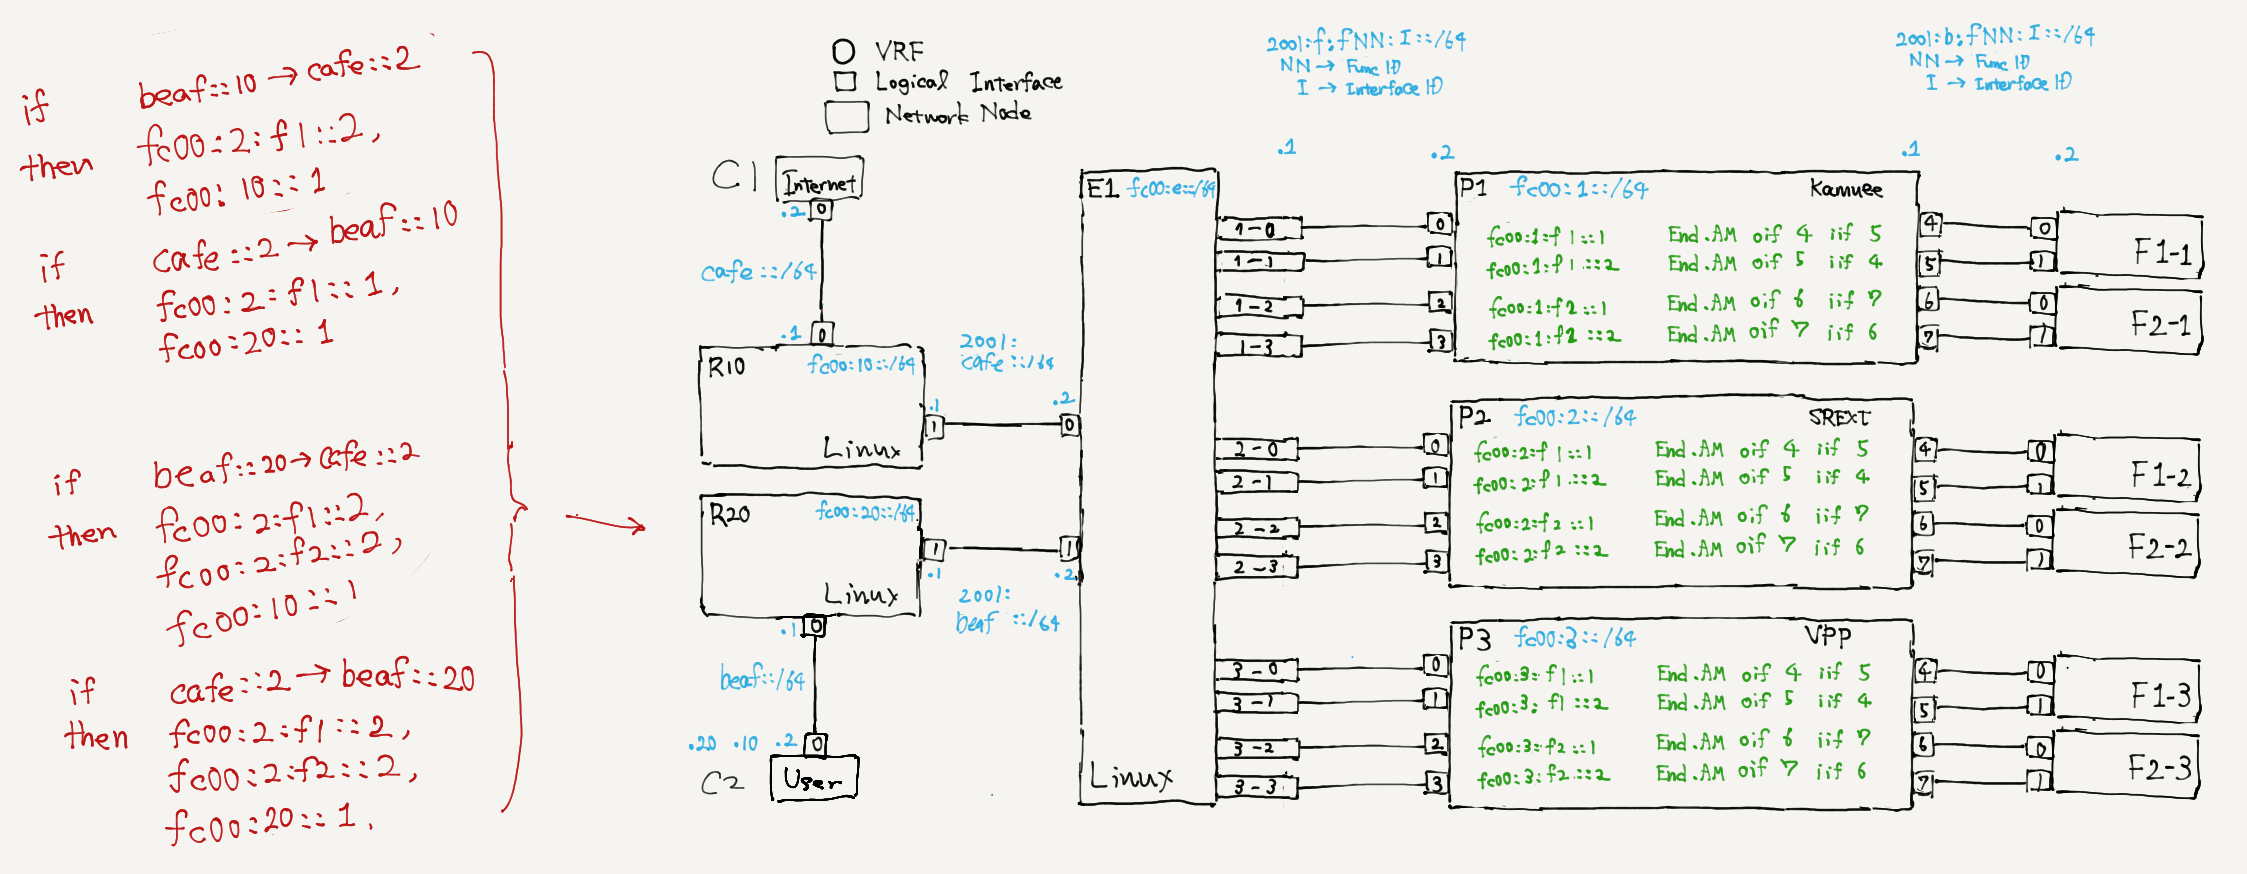 if beaf::10 → cafe::2
then fc00:2:f1::2,
fc00:10::1
if cafe::2 → beaf::10
then fc00:2:f1::1,
fc00:20::1
if beaf::20 → cafe::2
then fc00:2:f1::2,
fc00:2:f2::2,
fc00:10::1
if cafe::2 → beaf::20
then fc00:2:f1::2,
fc00:2:f2::2,
fc00:20::1,
VRF
Logical Interface
Network Node
C1
Internet
.2 0
cafe::/64
.1 0
R10 fc00:10::/64
Linux
.1
1
2001:
cafe::/64
.2
0
R20 fc00:20::/64
Linux
1
.1
2001:
beaf::/64
1
.2
.1 0
beaf::/64
.20 .10 .2 0
C2
User
E1 fc00:e::/64
Linux
1-0
1-1
1-2
1-3
2-0
2-1
2-2
2-3
3-0
3-1
3-2
3-3
2001:f:fNN:I::/64
NN → Func ID
I → Interface ID
.1 .2
2001:b:fNN:I::/64
NN → Func ID
I → Interface ID
.1 .2
P1 fc00:1::/64 Kamuee
0 fc00:1:f1::1 End.AM oif 4 iif 5 4 0
1 fc00:1:f1::2 End.AM oif 5 iif 4 5 1
2 fc00:1:f2::1 End.AM oif 6 iif 7 6 0
3 fc00:1:f2::2 End.AM oif 7 iif 6 7 1
F1-1
F2-1
P2 fc00:2::/64 SREXT
0 fc00:2:f1::1 End.AM oif 4 iif 5 4 0
1 fc00:2:f1::2 End.AM oif 5 iif 4 5 1
2 fc00:2:f2::1 End.AM oif 6 iif 7 6 0
3 fc00:2:f2::2 End.AM oif 7 iif 6 7 1
F1-2
F2-2
P3 fc00:3::/64 VPP
0 fc00:3:f1::1 End.AM oif 4 iif 5 4 0
1 fc00:3:f1::2 End.AM oif 5 iif 4 5 1
2 fc00:3:f2::1 End.AM oif 6 iif 7 6 0
3 fc00:3:f2::2 End.AM oif 7 iif 6 7 1
F1-3
F2-3